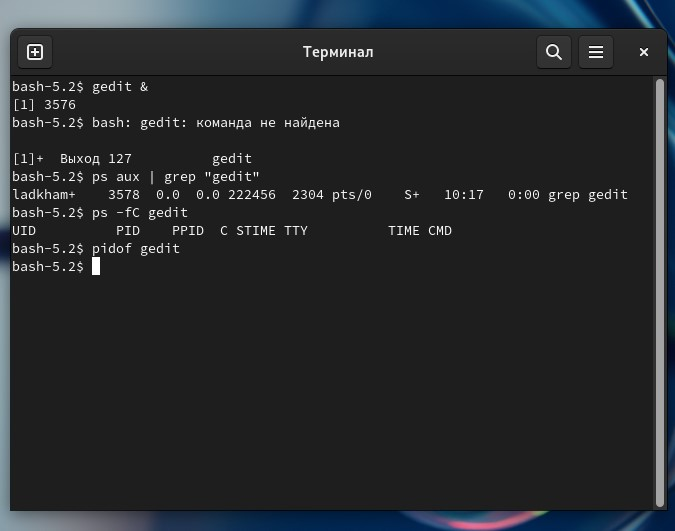 Терминал
bash-5.2$ gedit &
[1] 3576
bash-5.2$ bash: gedit: команда не найдена
[1]+  Выход 127          gedit
bash-5.2$ ps aux | grep "gedit"
ladkham+    3578  0.0  0.0 222456  2304 pts/0    S+   10:17   0:00 grep gedit
bash-5.2$ ps -fC gedit
UID          PID    PPID  C STIME TTY          TIME CMD
bash-5.2$ pidof gedit
bash-5.2$